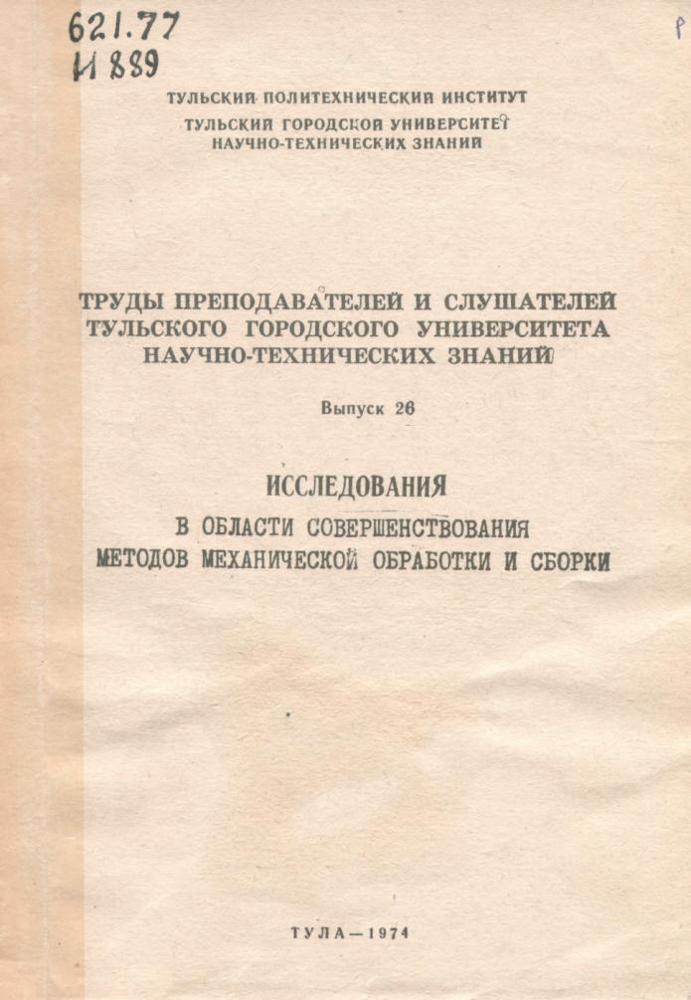 621.77
И889
Р
ТУЛЬСКИЙ ПОЛИТЕХНИЧЕСКИЙ ИНСТИТУТ
ТУЛЬСКИЙ ГОРОДСКОЙ УНИВЕРСИТЕТ
НАУЧНО-ТЕХНИЧЕСКИХ ЗНАНИЙ
ТРУДЫ ПРЕПОДАВАТЕЛЕЙ И СЛУШАТЕЛЕЙ
ТУЛЬСКОГО ГОРОДСКОГО УНИВЕРСИТЕТА
НАУЧНО-ТЕХНИЧЕСКИХ ЗНАНИЙ
Выпуск 26
ИССЛЕДОВАНИЯ
В ОБЛАСТИ СОВЕРШЕНСТВОВАНИЯ
МЕТОДОВ МЕХАНИЧЕСКОЙ ОБРАБОТКИ И СБОРКИ
ТУЛА—1974